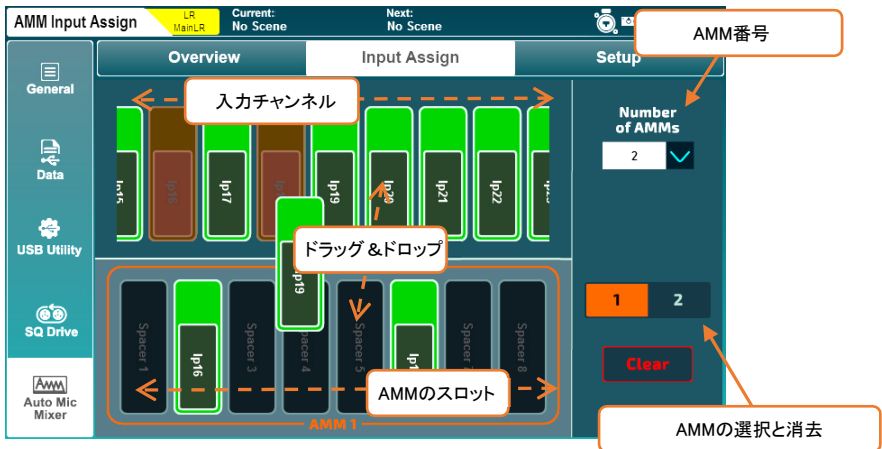 AMM Input Assign
LR
MainLR
Current:
No Scene
Next:
No Scene
AMM番号
Overview
Input Assign
Setup
General
入力チャンネル
Number
of AMMs
2
Data
Ip15
Ip16
Ip17
Ip19
Ip20
Ip21
Ip22
USB Utility
ドラッグ&ドロップ
Ip19
1
2
SQ Drive
Spacer 1
Ip16
Spacer 3
Spacer 4
Spacer 5
Spacer 8
Clear
AMMのスロット
Auto Mic
Mixer
AMM 1
AMMの選択と消去